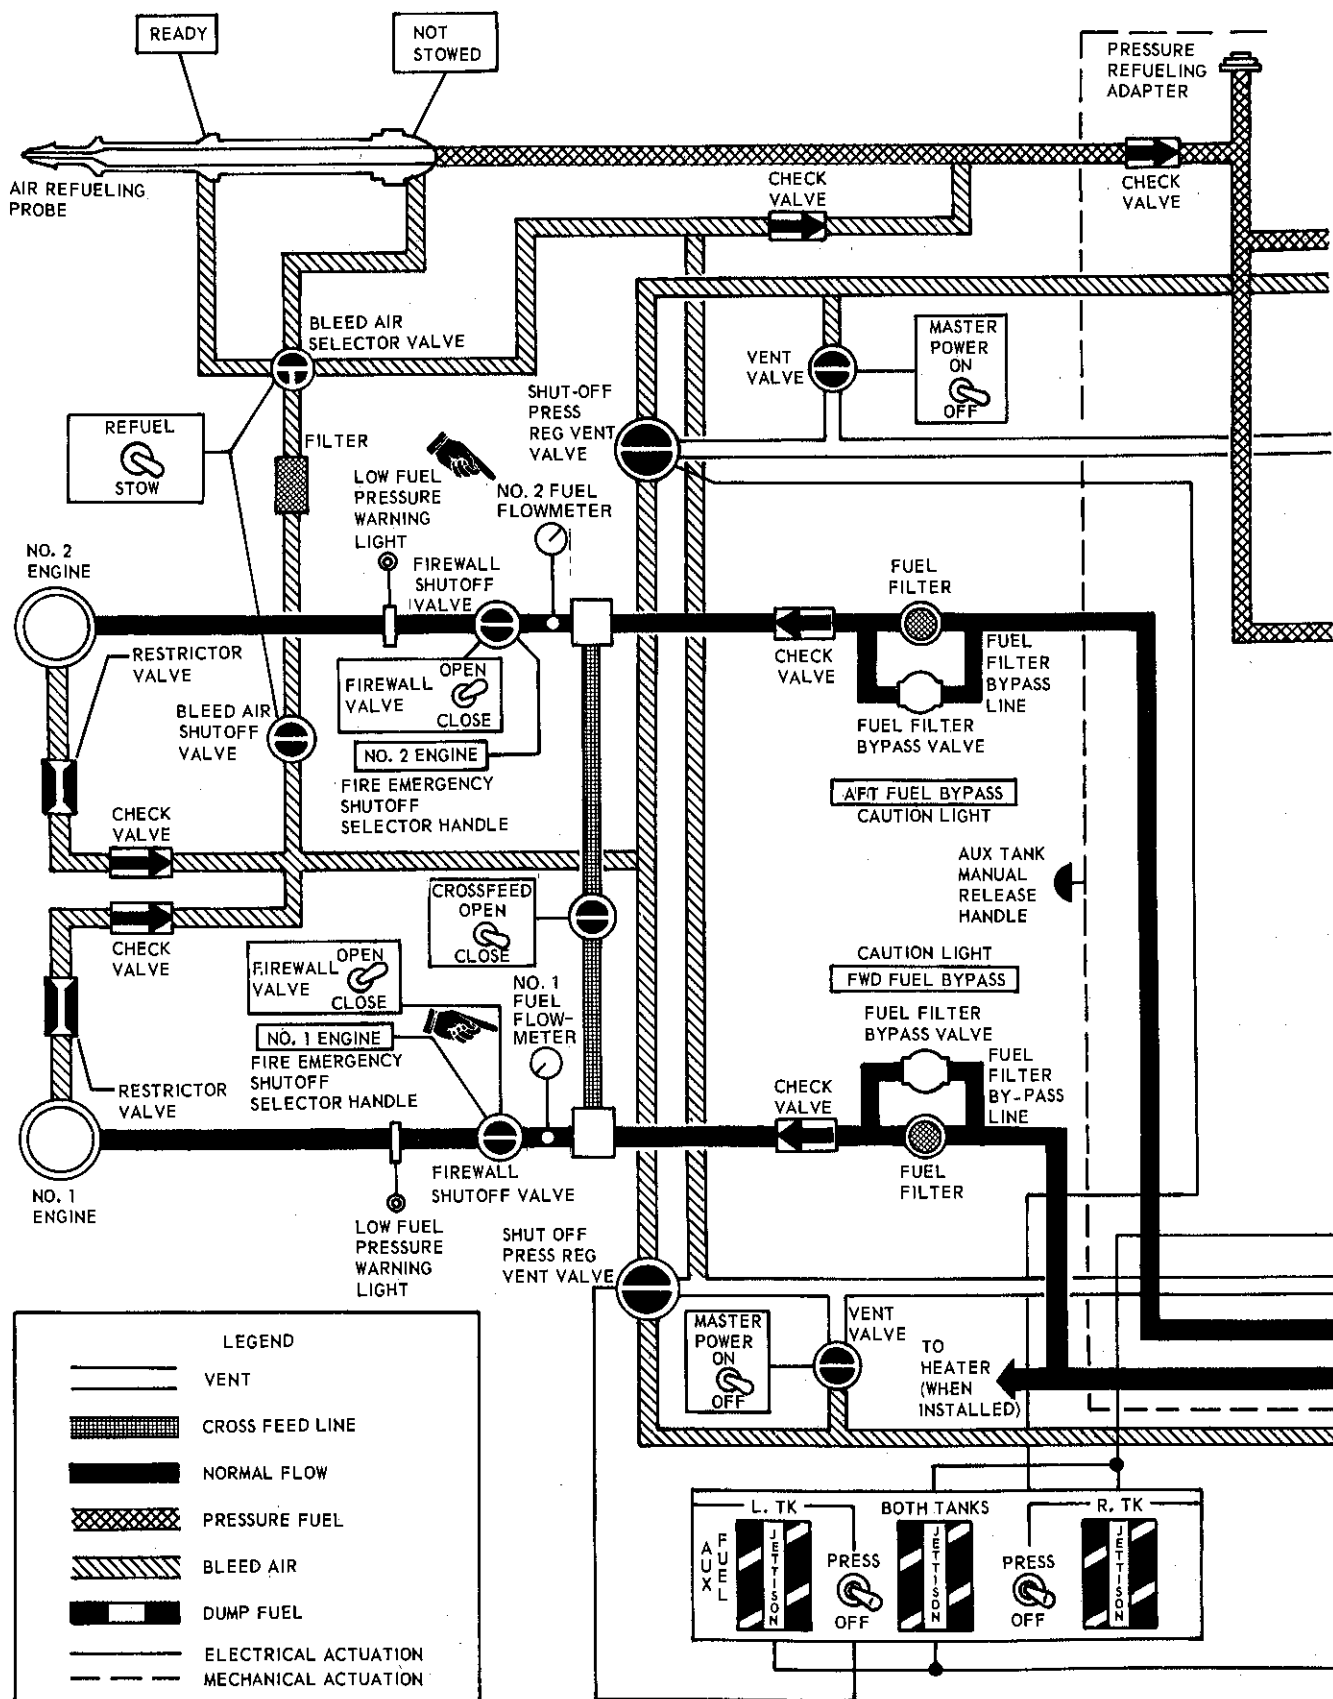 READY
NOT
STOWED
PRESSURE
REFUELING
ADAPTER
AIR REFUELING
PROBE
CHECK
VALVE
CHECK
VALVE
BLEED AIR
SELECTOR VALVE
MASTER
POWER
ON
OFF
VENT
VALVE
SHUT-OFF
PRESS
REG VENT
VALVE
REFUEL
STOW
FILTER
LOW FUEL
PRESSURE
WARNING
LIGHT
NO. 2 FUEL
FLOWMETER
NO. 2
ENGINE
FIREWALL
SHUTOFF
VALVE
FUEL
FILTER
RESTRICTOR
VALVE
FIREWALL
VALVE
OPEN
CLOSE
CHECK
VALVE
FUEL
FILTER
BYPASS
LINE
BLEED AIR
SHUTOFF
VALVE
FUEL FILTER
BYPASS VALVE
NO. 2 ENGINE
FIRE EMERGENCY
SHUTOFF
SELECTOR HANDLE
AFT FUEL BYPASS
CAUTION LIGHT
CHECK
VALVE
AUX TANK
MANUAL
RELEASE
HANDLE
CROSSFEED
OPEN
CLOSE
CHECK
VALVE
FIREWALL
VALVE
OPEN
CLOSE
CAUTION LIGHT
FWD FUEL BYPASS
NO. 1
FUEL
FLOW-
METER
FUEL FILTER
BYPASS VALVE
NO. 1 ENGINE
FIRE EMERGENCY
SHUTOFF
SELECTOR HANDLE
FUEL
FILTER
BY-PASS
LINE
RESTRICTOR
VALVE
CHECK
VALVE
FIREWALL
SHUTOFF VALVE
FUEL
FILTER
NO. 1
ENGINE
LOW FUEL
PRESSURE
WARNING
LIGHT
SHUT OFF
PRESS REG
VENT VALVE
MASTER
POWER
ON
OFF
VENT
VALVE
TO
HEATER
(WHEN
INSTALLED)
LEGEND
VENT
CROSS FEED LINE
NORMAL FLOW
PRESSURE FUEL
BLEED AIR
DUMP FUEL
ELECTRICAL ACTUATION
MECHANICAL ACTUATION
L. TK
BOTH TANKS
R. TK
AUX
FUEL
JETTISON
PRESS
OFF
JETTISON
PRESS
OFF
JETTISON